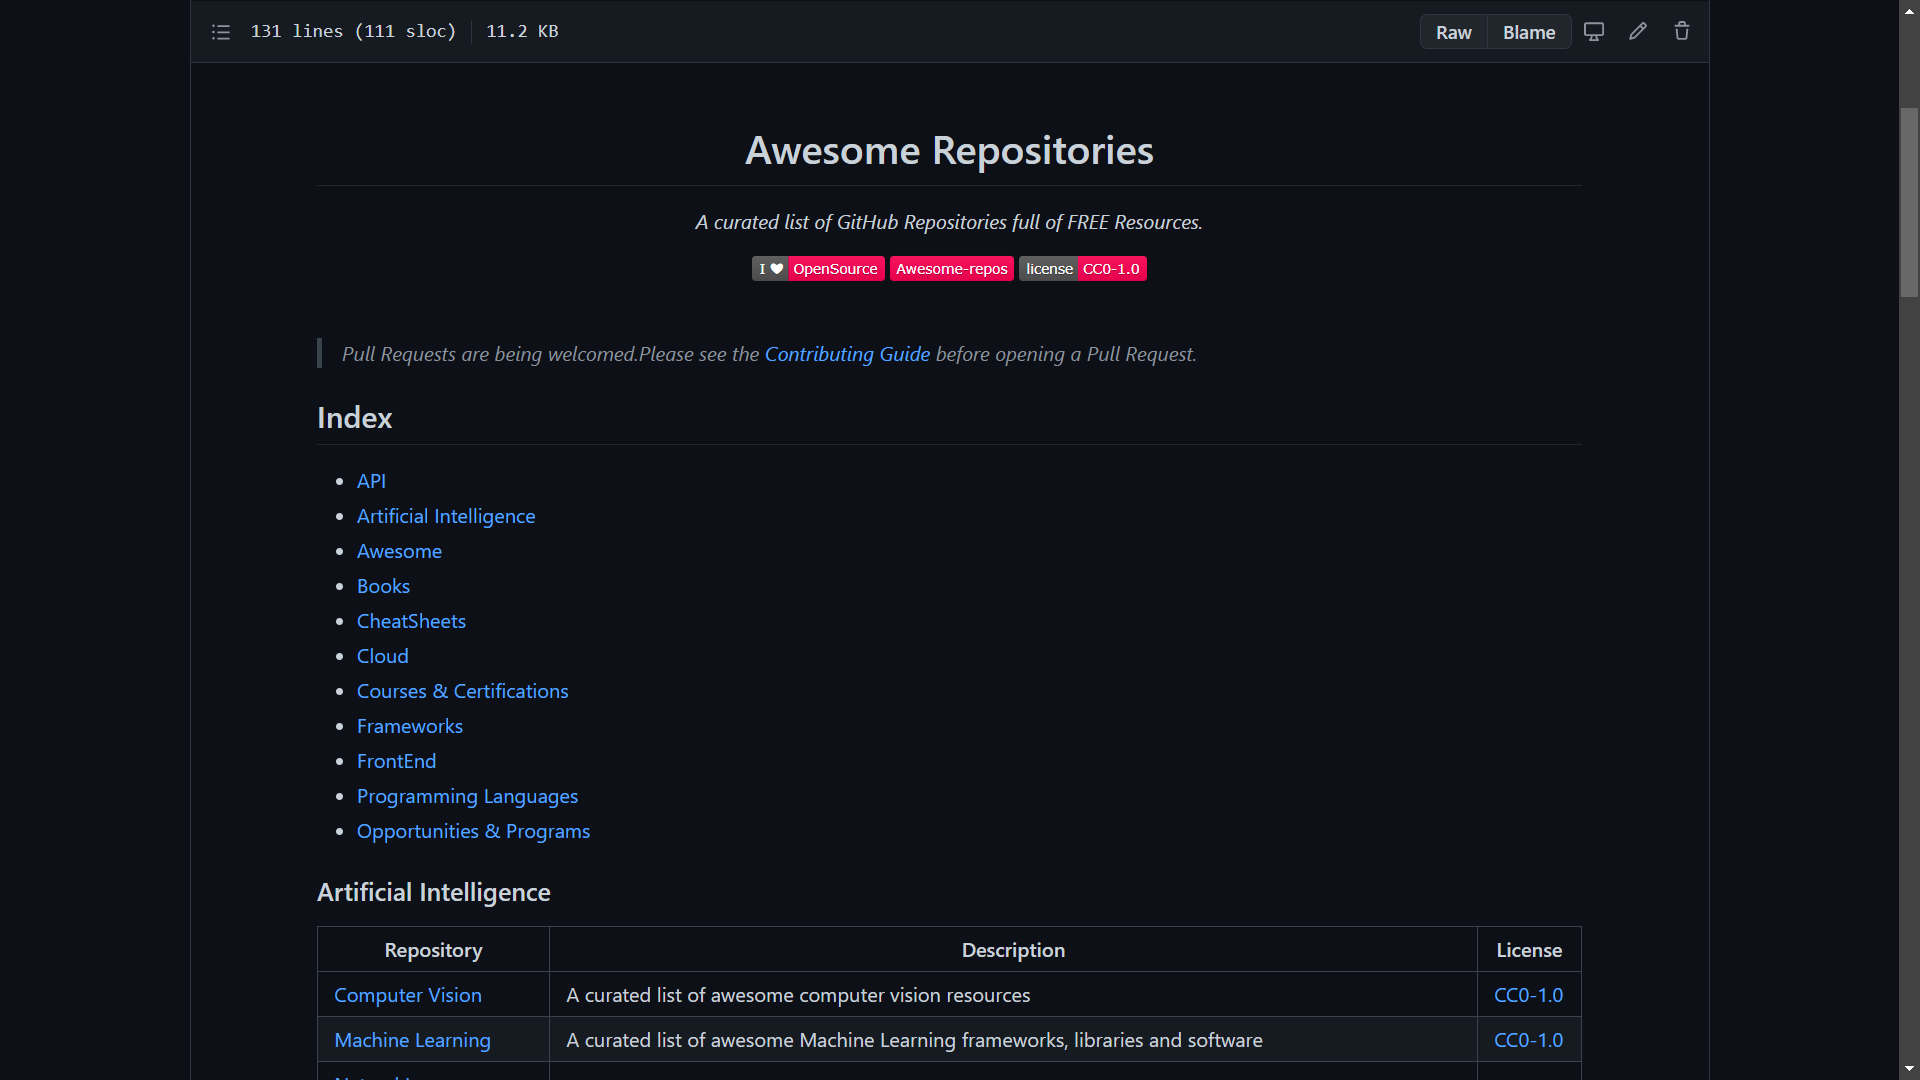 131 lines (111 sloc) 11.2 KB Raw Blame
Awesome Repositories
A curated list of GitHub Repositories full of FREE Resources.
I ♥ OpenSource Awesome-repos license CC0-1.0
Pull Requests are being welcomed.Please see the Contributing Guide before opening a Pull Request.
Index
API
Artificial Intelligence
Awesome
Books
CheatSheets
Cloud
Courses & Certifications
Frameworks
FrontEnd
Programming Languages
Opportunities & Programs
Artificial Intelligence
Repository Description License
Computer Vision A curated list of awesome computer vision resources CC0-1.0
Machine Learning A curated list of awesome Machine Learning frameworks, libraries and software CC0-1.0